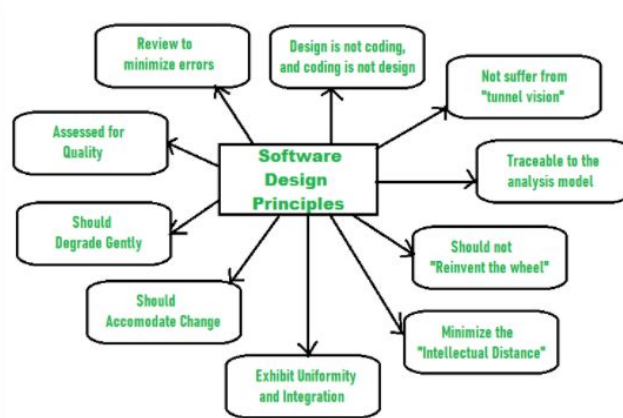 Review to
minimize errors
Design is not coding,
and coding is not design
Not suffer from
"tunnel vision"
Assessed for
Quality
Software
Design
Principles
Traceable to the
analysis model
Should
Degrade Gently
Should not
"Reinvent the wheel"
Should
Accomodate Change
Minimize the
"Intellectual Distance"
Exhibit Uniformity
and Integration